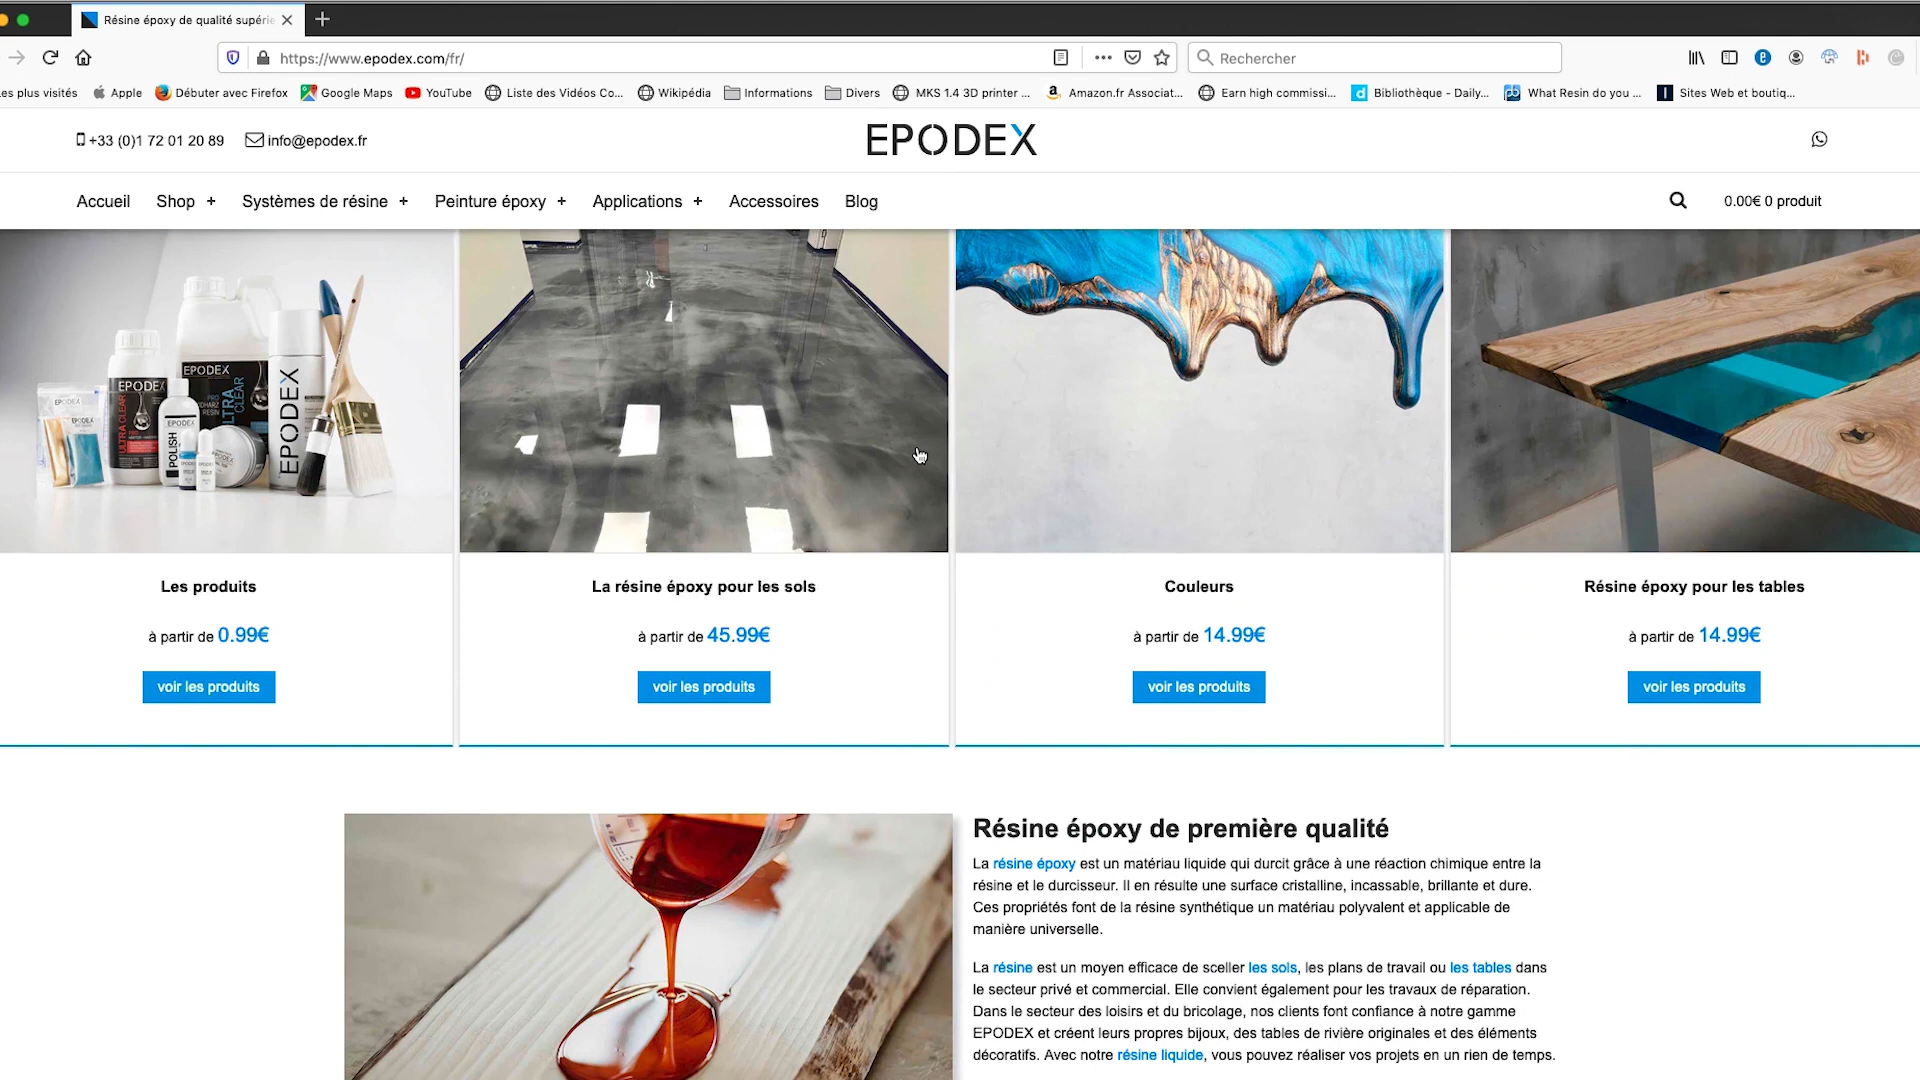 Résine époxy de qualité supérie
https://www.epodex.com/fr/
Rechercher
es plus visités
Apple
Débuter avec Firefox
Google Maps
YouTube
Liste des Vidéos Co...
Wikipédia
Informations
Divers
MKS 1.4 3D printer ...
Amazon.fr Associat...
Earn high commissi...
Bibliothèque - Daily...
What Resin do you ...
Sites Web et boutiq...
+33 (0)1 72 01 20 89
info@epodex.fr
EPODEX
Accueil
Shop +
Systèmes de résine +
Peinture époxy +
Applications +
Accessoires
Blog
0.00€ 0 produit
EPODEX
EPODEX
EPODEX
EPODEX
POLISH
ULTRA CLEAR
ULTRA CLEAR
Les produits
à partir de 0.99€
voir les produits
La résine époxy pour les sols
à partir de 45.99€
voir les produits
Couleurs
à partir de 14.99€
voir les produits
Résine époxy pour les tables
à partir de 14.99€
voir les produits
Résine époxy de première qualité
La résine époxy est un matériau liquide qui durcit grâce à une réaction chimique entre la
résine et le durcisseur. Il en résulte une surface cristalline, incassable, brillante et dure.
Ces propriétés font de la résine synthétique un matériau polyvalent et applicable de
manière universelle.
La résine est un moyen efficace de sceller les sols, les plans de travail ou les tables dans
le secteur privé et commercial. Elle convient également pour les travaux de réparation.
Dans le secteur des loisirs et du bricolage, nos clients font confiance à notre gamme
EPODEX et créent leurs propres bijoux, des tables de rivière originales et des éléments
décoratifs. Avec notre résine liquide, vous pouvez réaliser vos projets en un rien de temps.